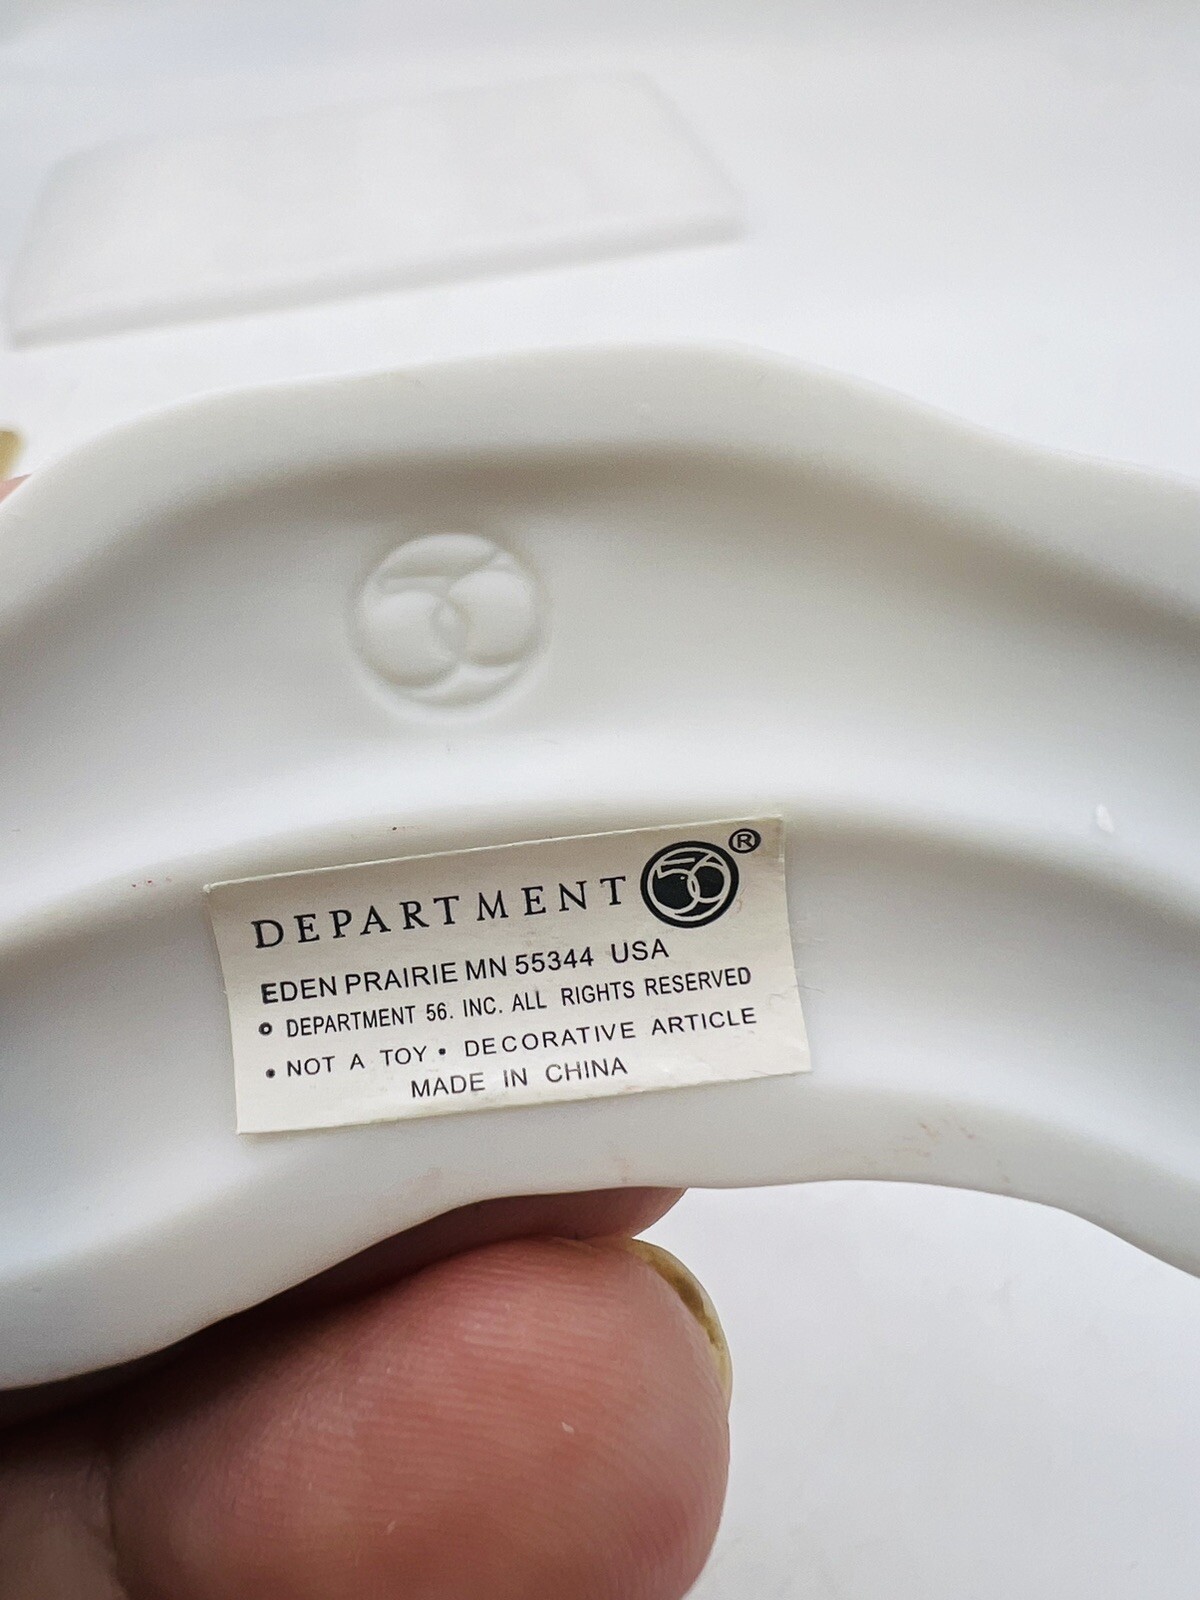 56
DEPARTMENT 56®
EDEN PRAIRIE MN 55344 USA
© DEPARTMENT 56. INC. ALL RIGHTS RESERVED
• NOT A TOY • DECORATIVE ARTICLE
MADE IN CHINA